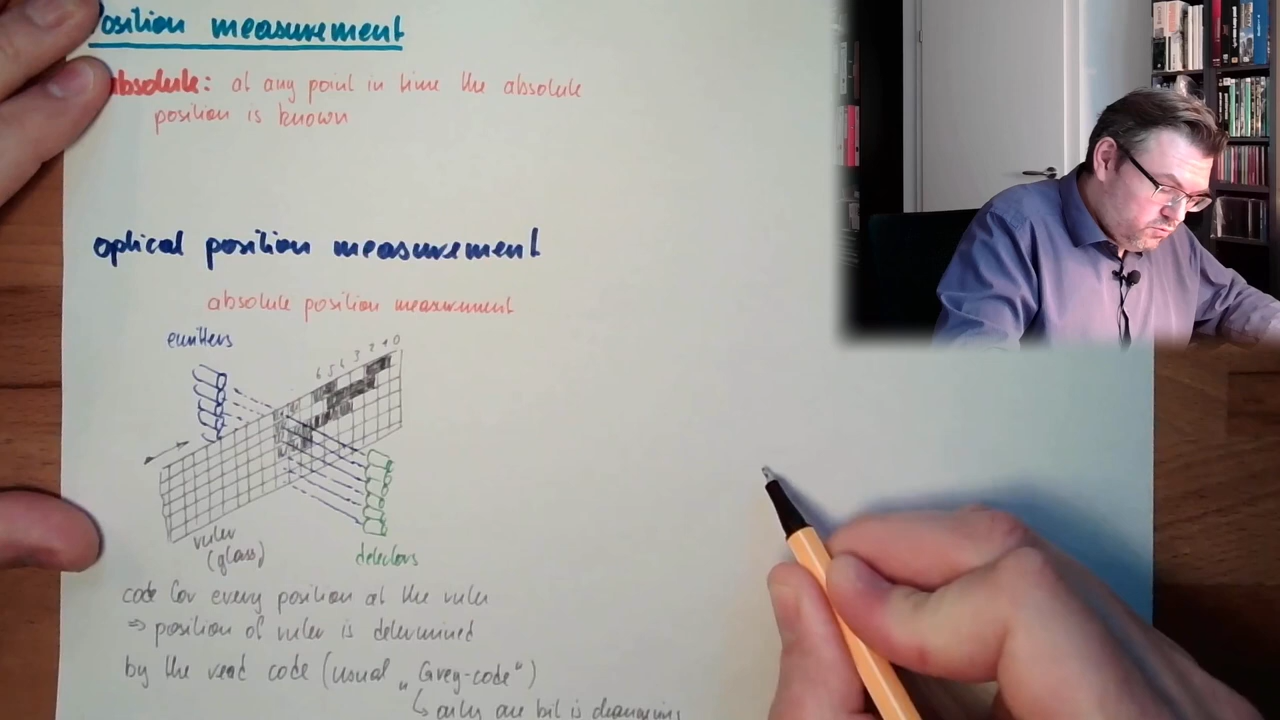 Position measurement
absolute: at any point in time the absolute
position is known
optical position measurement
absolute position measurement
emitters
6 5 4 3 2 1 0
ruler
(glass)
detectors
code for every position at the ruler
⇒ position of ruler is determined
by the read code (usual „Grey-code“)
↳ only one bit is changing